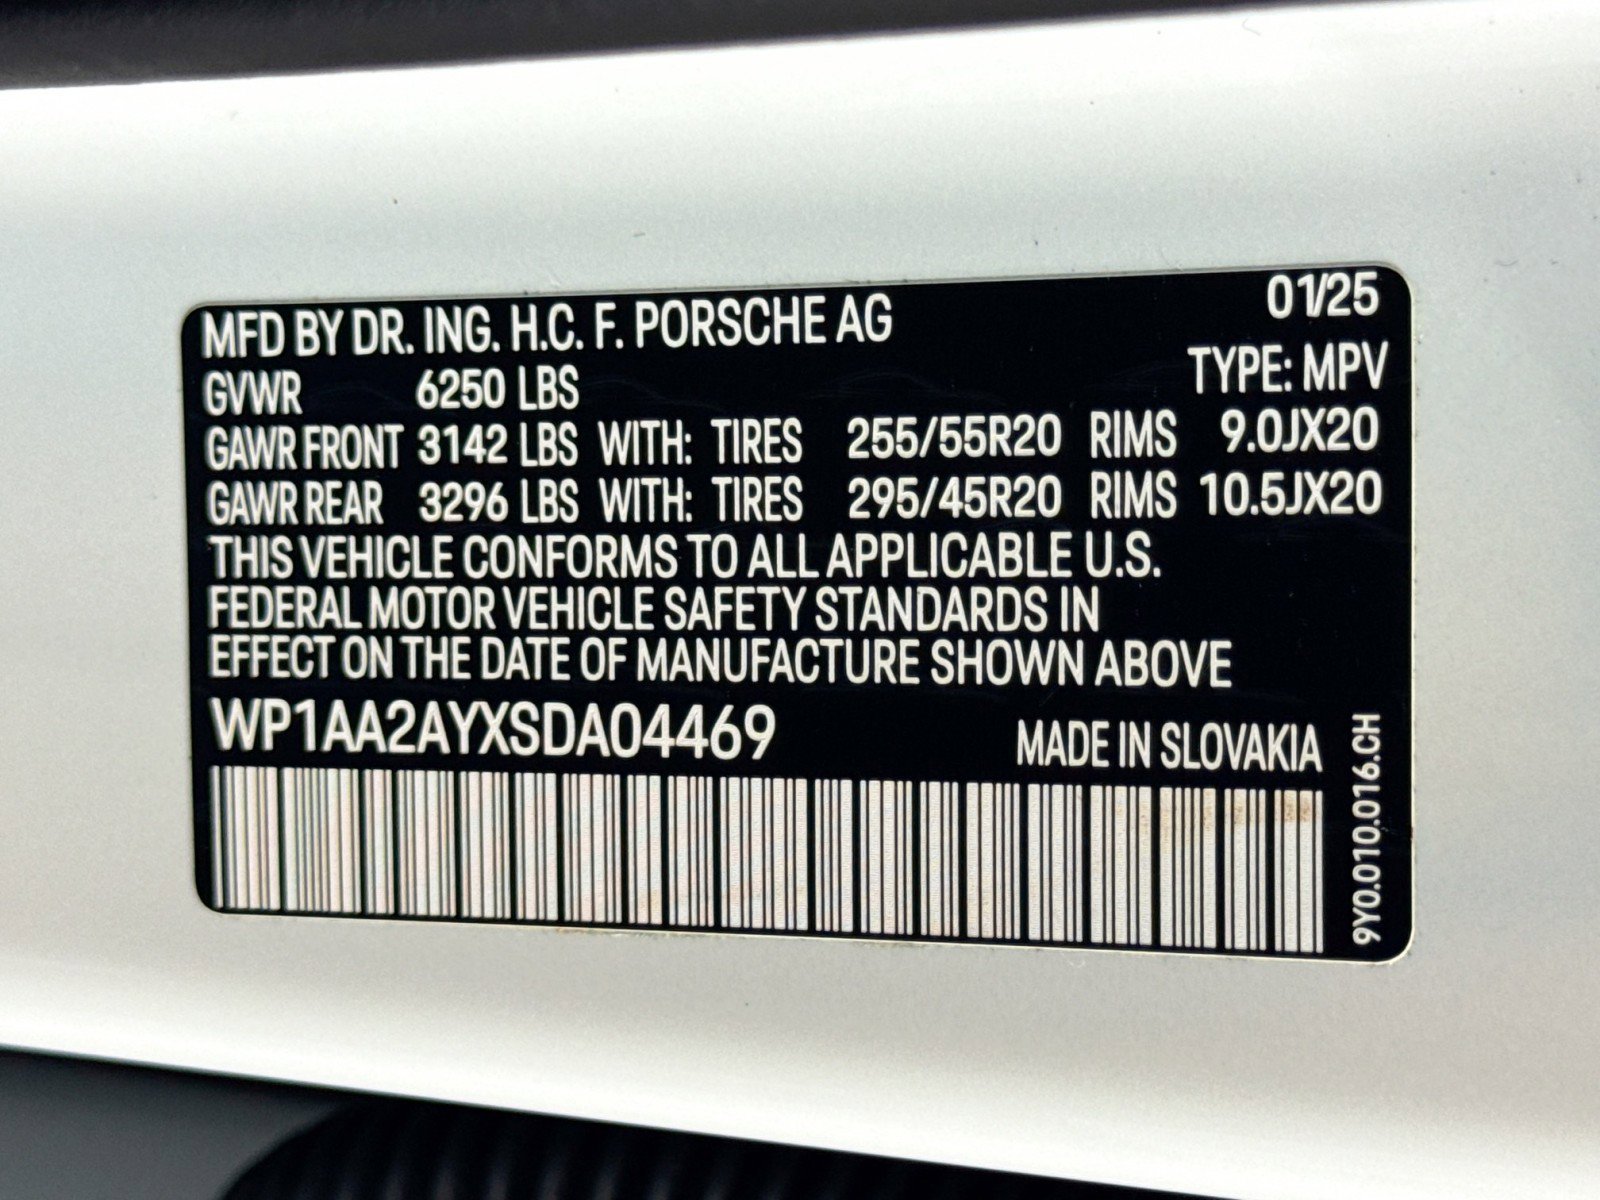 MFD BY DR. ING. H.C. F. PORSCHE AG 01/25
GVWR 6250 LBS TYPE: MPV
GAWR FRONT 3142 LBS WITH: TIRES 255/55R20 RIMS 9.0JX20
GAWR REAR 3296 LBS WITH: TIRES 295/45R20 RIMS 10.5JX20
THIS VEHICLE CONFORMS TO ALL APPLICABLE U.S.
FEDERAL MOTOR VEHICLE SAFETY STANDARDS IN
EFFECT ON THE DATE OF MANUFACTURE SHOWN ABOVE
WP1AA2AYXSDA04469 MADE IN SLOVAKIA
9Y0.010.016.CH